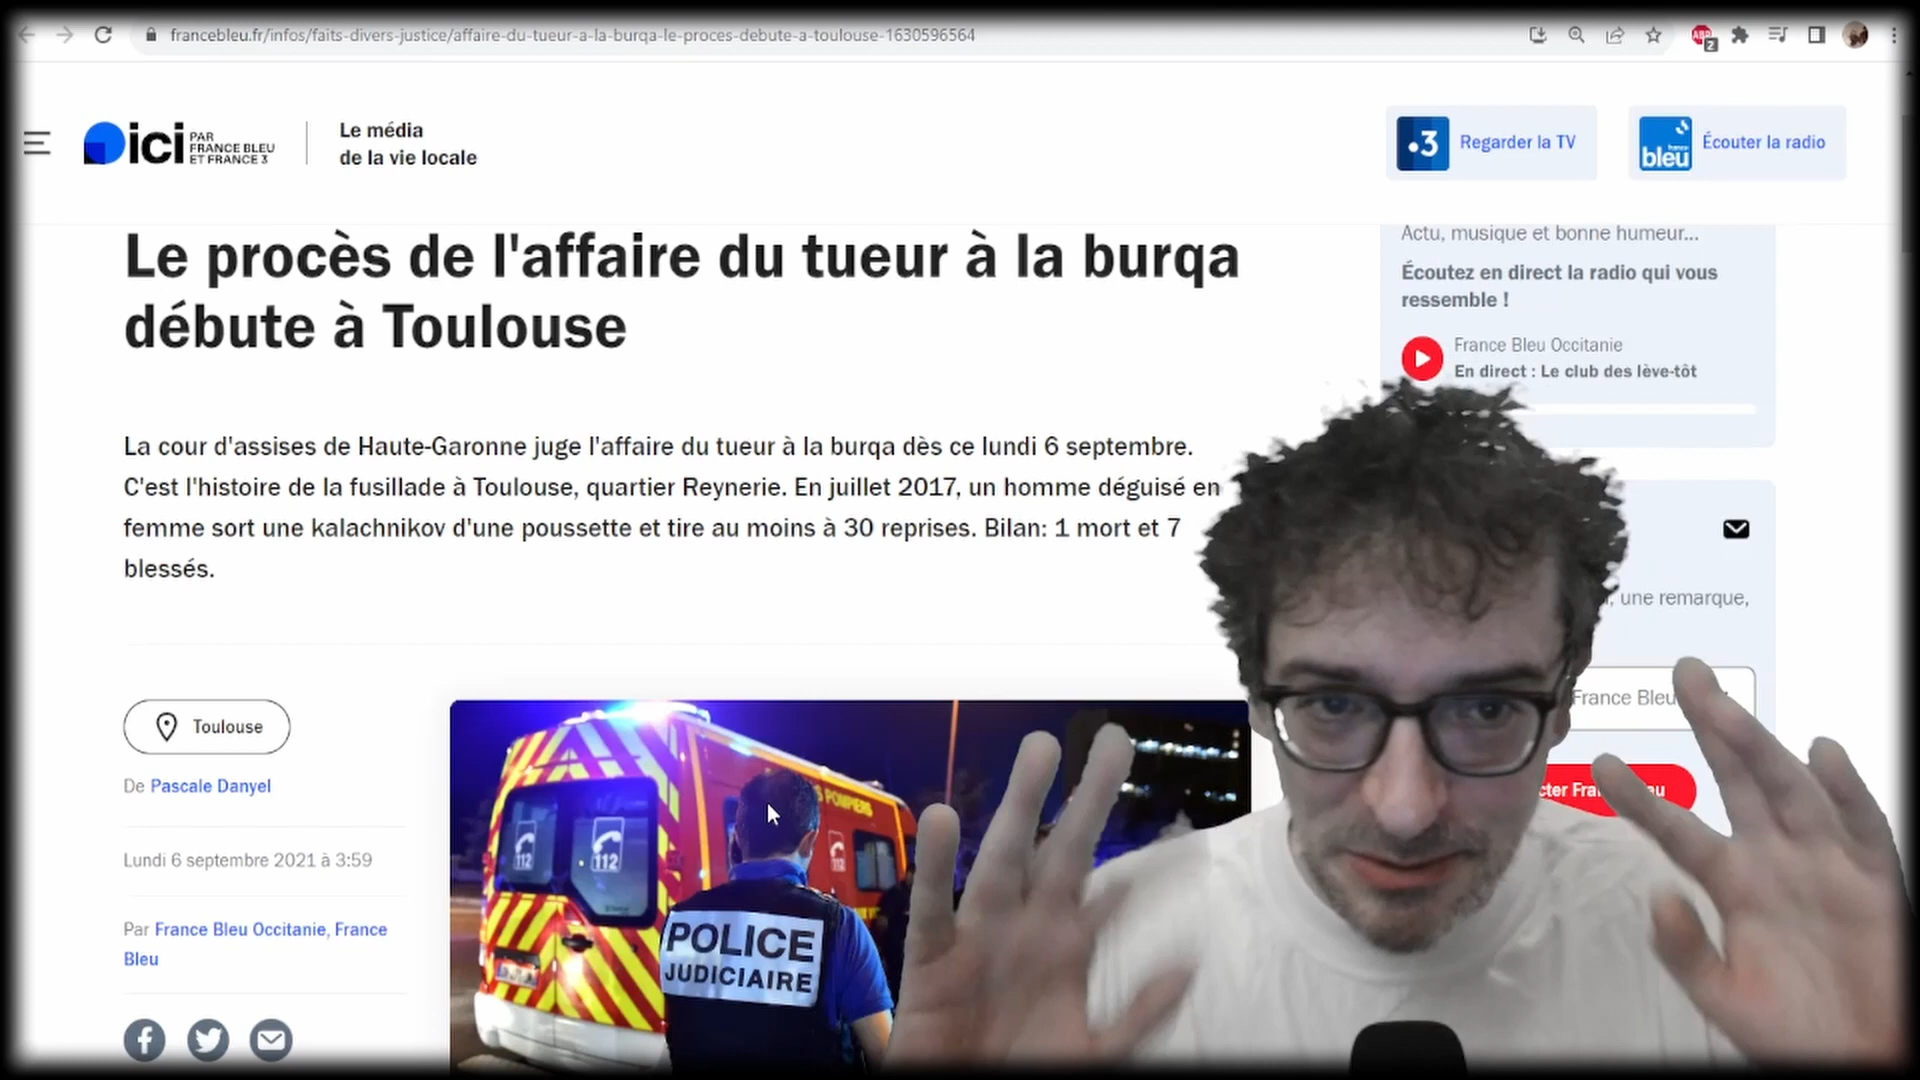 francebleu.fr/infos/faits-divers-justice/affaire-du-tueur-a-la-burqa-le-proces-debute-a-toulouse-1630596564
ABP
2
ici
PAR
FRANCE BLEU
ET FRANCE 3
Le média
de la vie locale
.3
Regarder la TV
france
bleu
Écouter la radio
Le procès de l'affaire du tueur à la burqa
débute à Toulouse
La cour d'assises de Haute-Garonne juge l'affaire du tueur à la burqa dès ce lundi 6 septembre.
C'est l'histoire de la fusillade à Toulouse, quartier Reynerie. En juillet 2017, un homme déguisé en
femme sort une kalachnikov d'une poussette et tire au moins à 30 reprises. Bilan: 1 mort et 7
blessés.
Toulouse
De Pascale Danyel
Lundi 6 septembre 2021 à 3:59
Par France Bleu Occitanie, France
Bleu
POMPIERS
112
112
112
POLICE
JUDICIAIRE
Actu, musique et bonne humeur...
Écoutez en direct la radio qui vous
ressemble !
France Bleu Occitanie
En direct : Le club des lève-tôt
, une remarque,
France Bleu